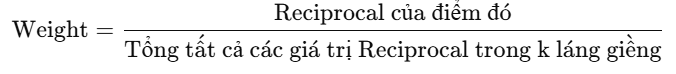 Weight = Reciprocal của điểm đó
Tổng tất cả các giá trị Reciprocal trong k láng giềng